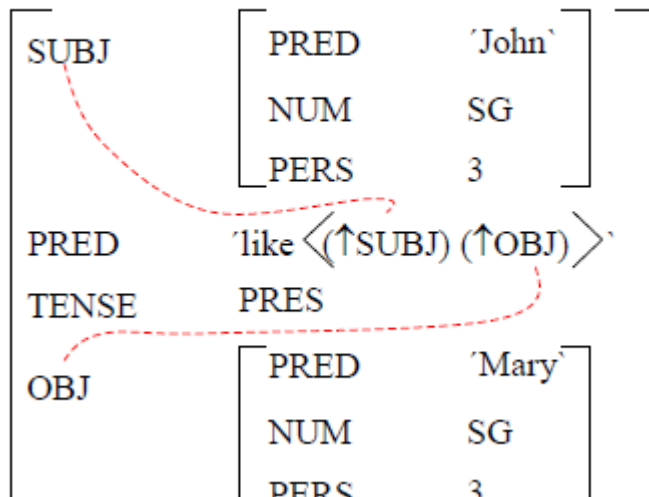 SUBJ PRED ´John`
NUM SG
PERS 3
PRED ´like <(↑SUBJ) (↑OBJ)>`
TENSE PRES
OBJ PRED ´Mary`
NUM SG
PERS 3